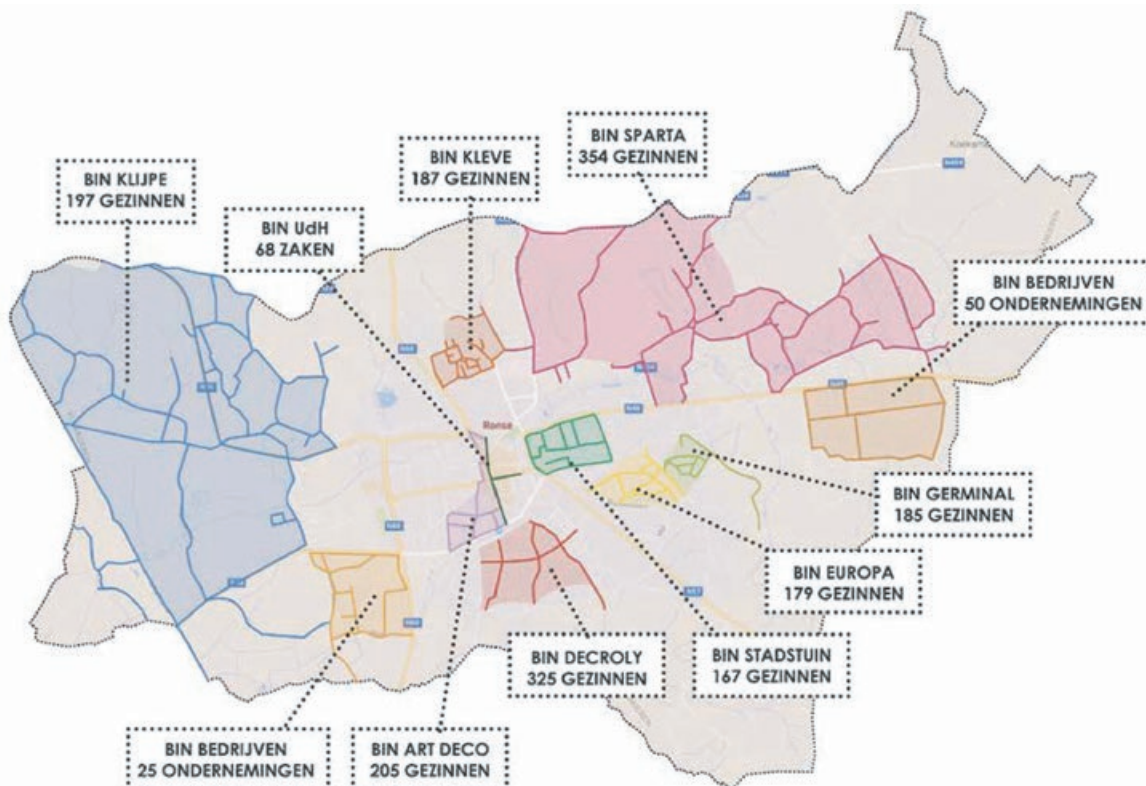 BIN KLIJPE
197 GEZINNEN
BIN UdH
68 ZAKEN
BIN KLEVE
187 GEZINNEN
BIN SPARTA
354 GEZINNEN
BIN BEDRIJVEN
50 ONDERNEMINGEN
Ronse
BIN GERMINAL
185 GEZINNEN
BIN EUROPA
179 GEZINNEN
BIN STADSTUIN
167 GEZINNEN
BIN DECROLY
325 GEZINNEN
BIN ART DECO
205 GEZINNEN
BIN BEDRIJVEN
25 ONDERNEMINGEN